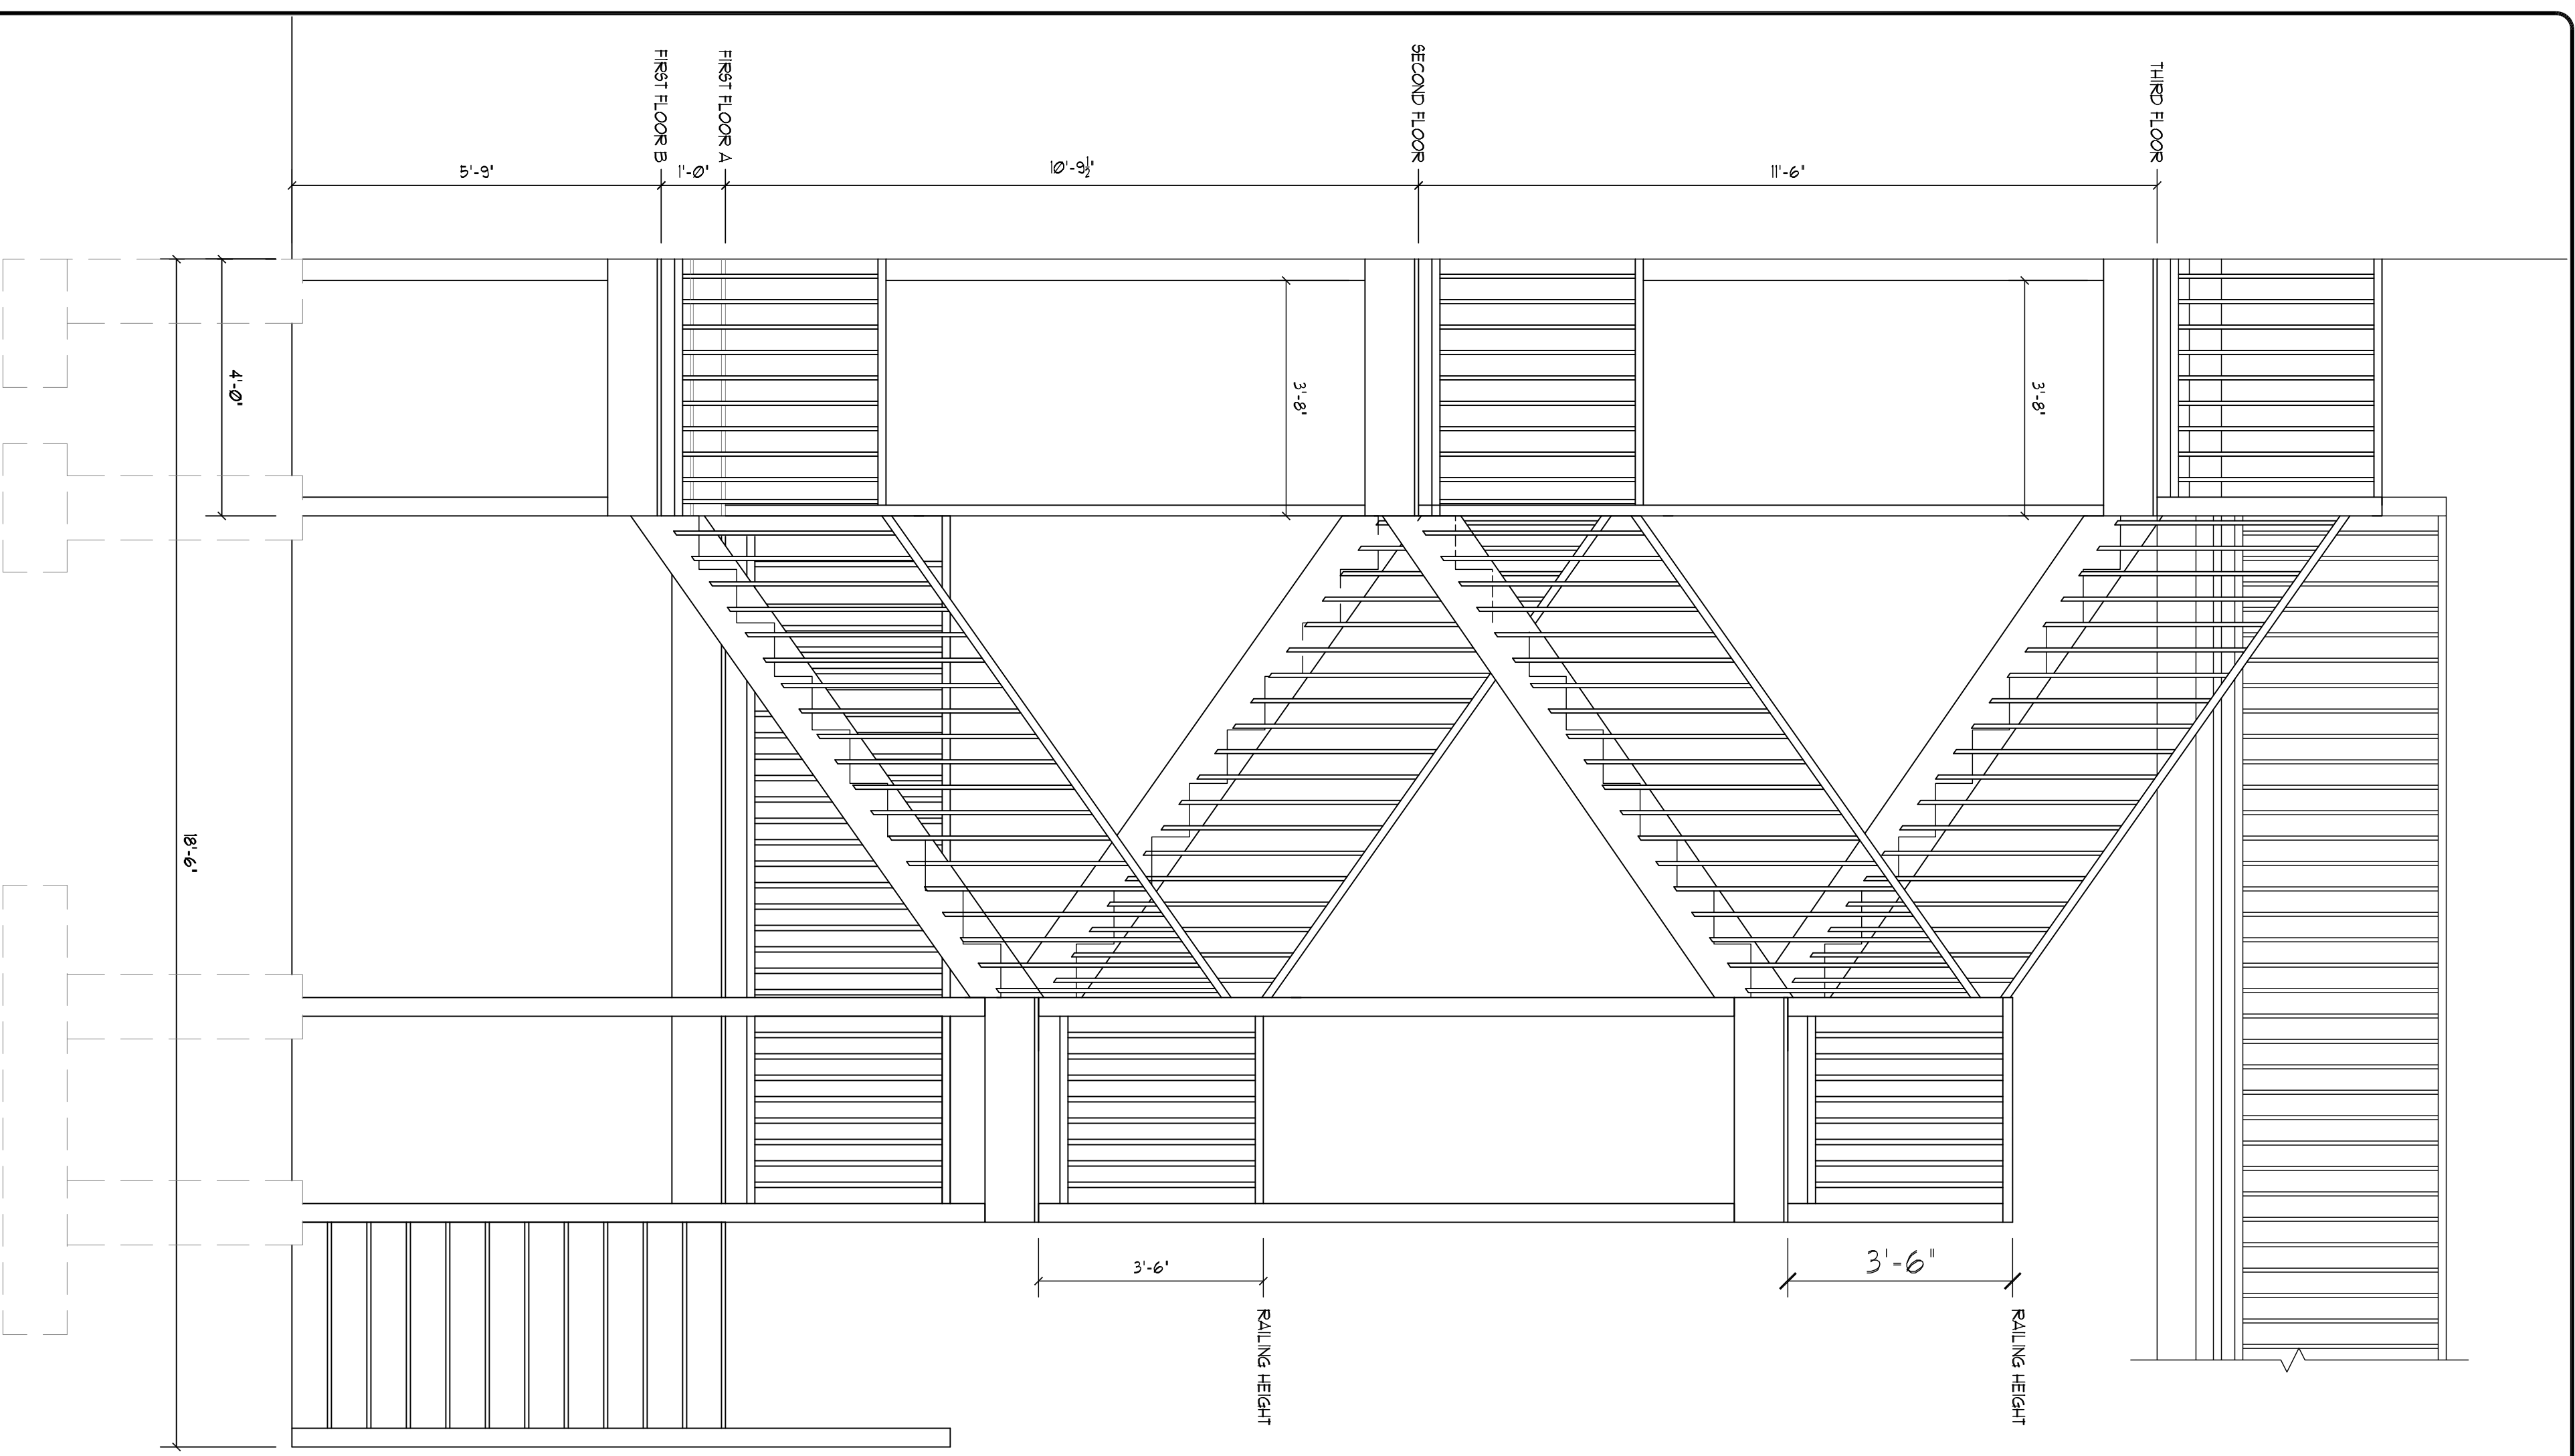 FIRST FLOOR B
FIRST FLOOR A
SECOND FLOOR
THIRD FLOOR
5'-9"
1'-0"
10'-9½"
11'-6"
4'-0"
3'-8"
3'-8"
18'-6"
3'-6"
3'-6"
RAILING HEIGHT
RAILING HEIGHT